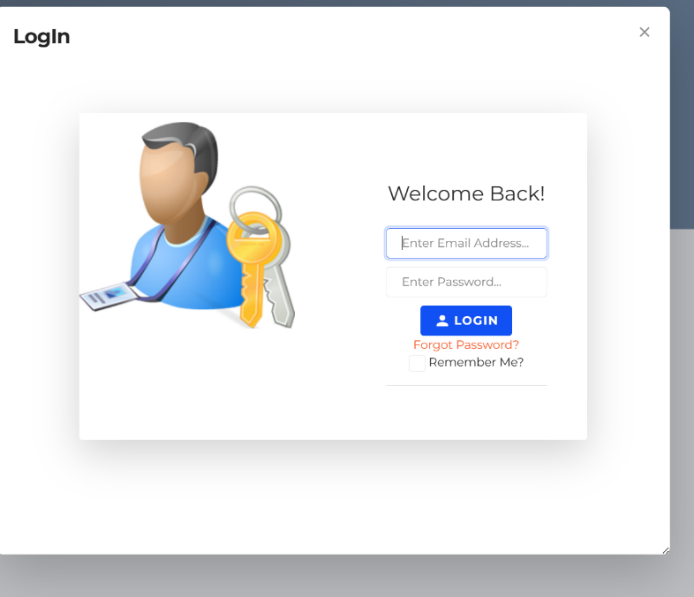 LogIn
×
Welcome Back!
Enter Email Address...
Enter Password...
LOGIN
Forgot Password?
Remember Me?